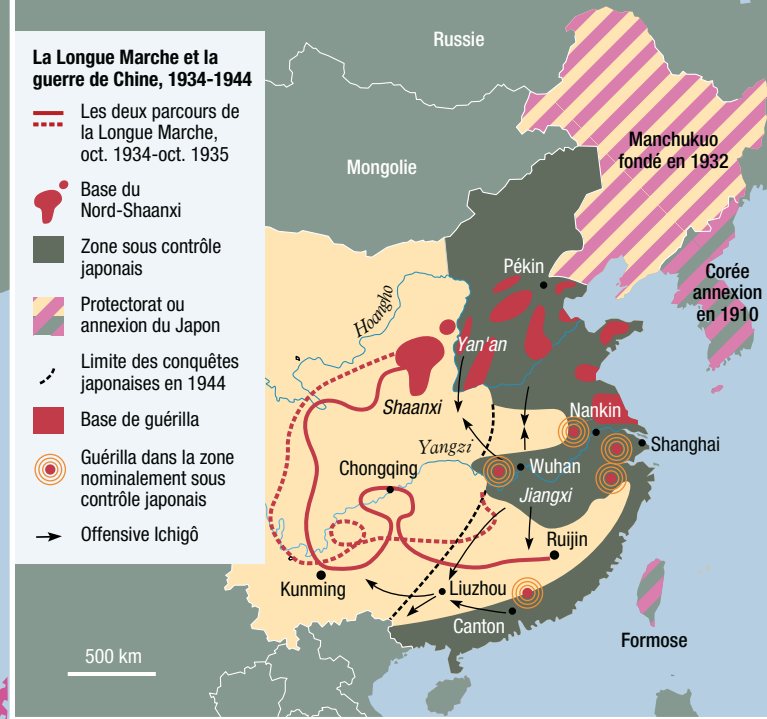 La Longue Marche et la
guerre de Chine, 1934-1944
Les deux parcours de
la Longue Marche,
oct. 1934-oct. 1935
Base du
Nord-Shaanxi
Zone sous contrôle
japonais
Protectorat ou
annexion du Japon
Limite des conquêtes
japonaises en 1944
Base de guérilla
Guérilla dans la zone
nominalement sous
contrôle japonais
Offensive Ichigô
500 km
Russie
Mongolie
Manchukuo
fondé en 1932
Corée
annexion
en 1910
Pékin
Hoangho
Yan'an
Shaanxi
Nankin
Shanghai
Yangzi
Wuhan
Chongqing
Jiangxi
Ruijin
Kunming
Liuzhou
Canton
Formose